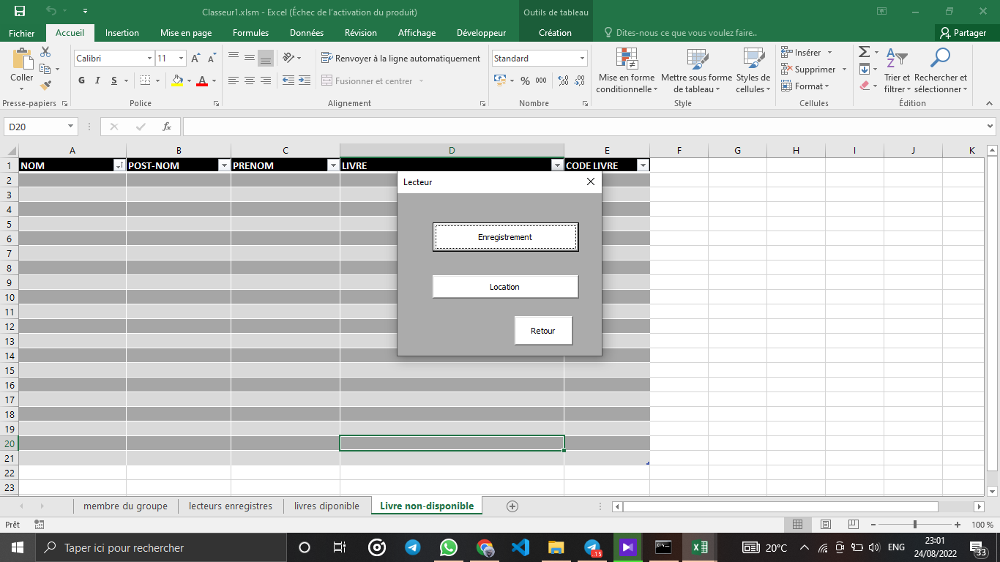 Classeur1.xlsm - Excel (Échec de l'activation du produit)
Outils de tableau
Fichier
Accueil
Insertion
Mise en page
Formules
Données
Révision
Affichage
Développeur
Création
Dites-nous ce que vous voulez faire..
Partager
Coller
Presse-papiers
Calibri
11
G I S
Police
Renvoyer à la ligne automatiquement
Fusionner et centrer
Alignement
Standard
% 000
Nombre
Mise en forme
conditionnelle
Mettre sous forme
de tableau
Styles de
cellules
Style
Insérer
Supprimer
Format
Cellules
Trier et
filtrer
Rechercher et
sélectionner
Édition
D20
fx
A B C D E F G H I J K
1 NOM POST-NOM PRENOM LIVRE CODE LIVRE
2
3
4
5
6
7
8
9
10
11
12
13
14
15
16
17
18
19
20
21
22
23
Lecteur
Enregistrement
Location
Retour
membre du groupe
lecteurs enregistres
livres diponible
Livre non-disponible
Prêt
100 %
Taper ici pour rechercher
..15
20°C
ENG
23:01
24/08/2022
33